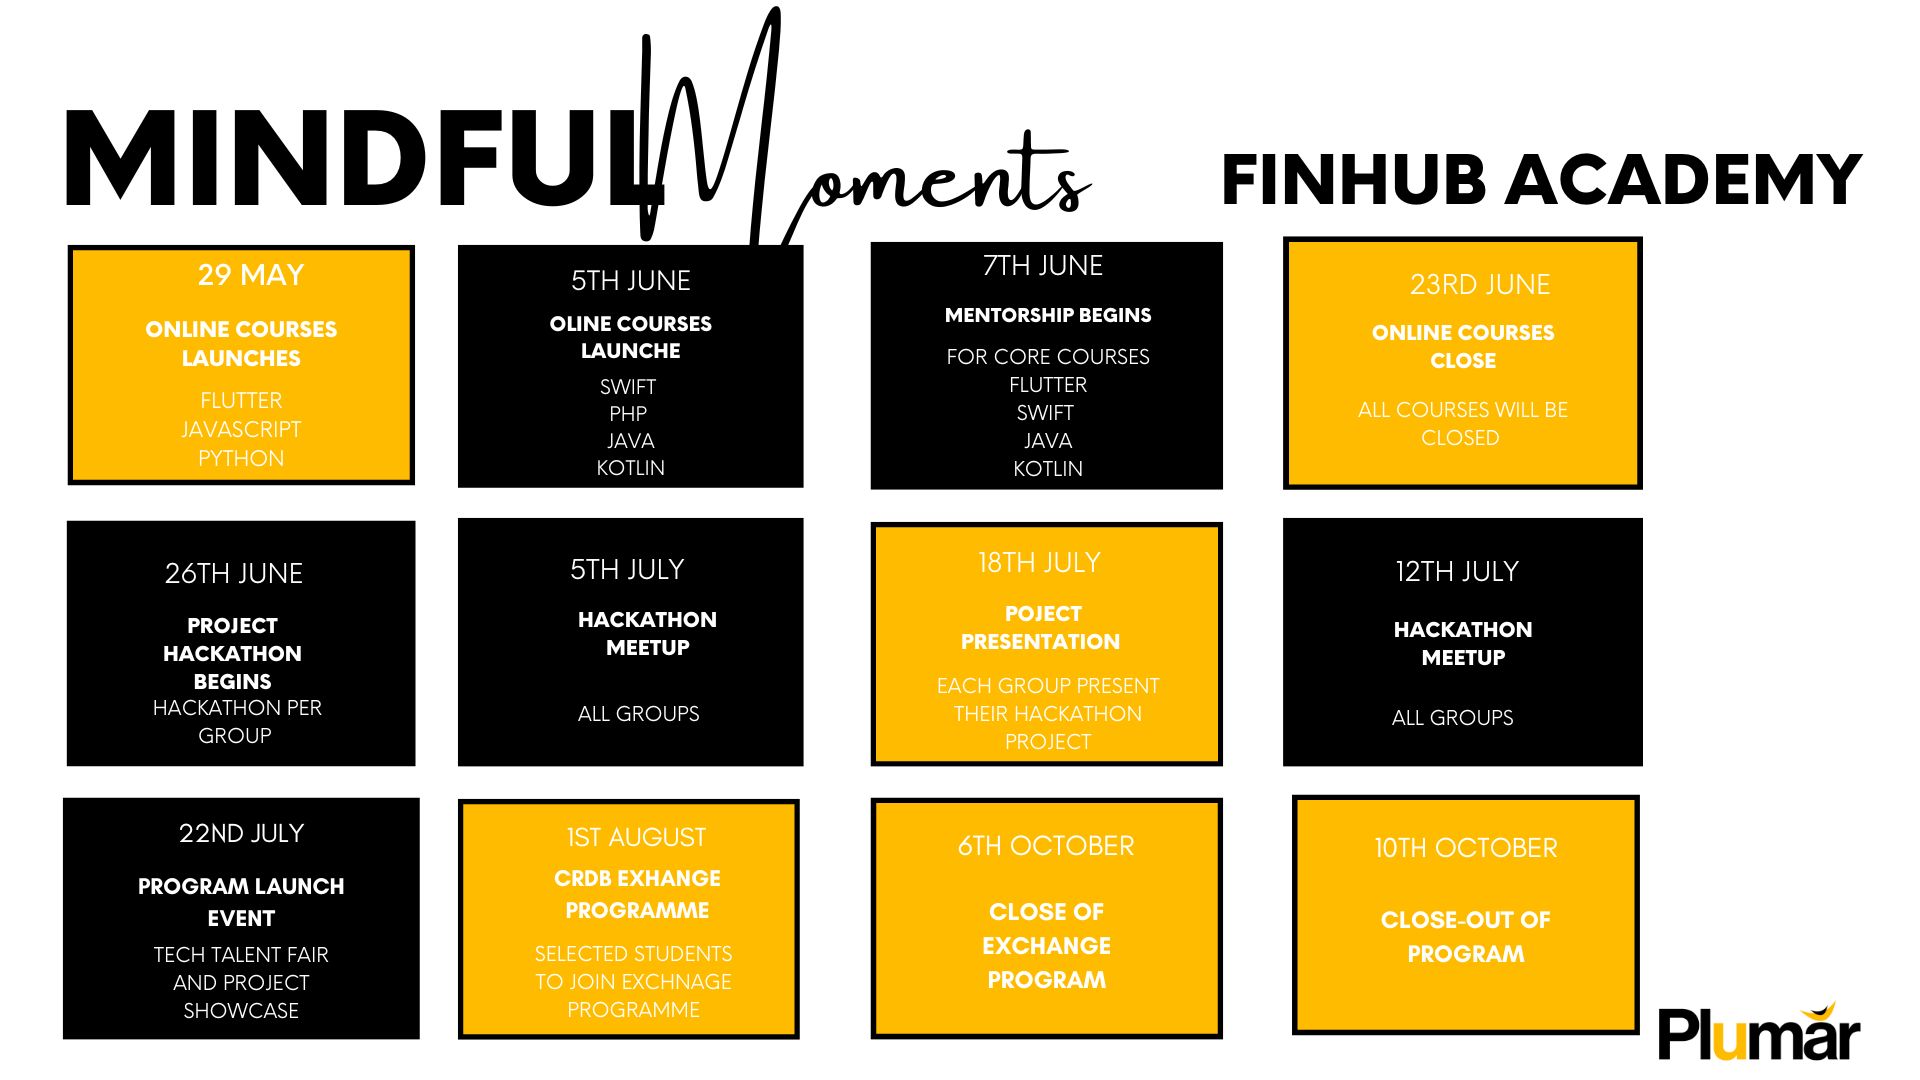 MINDFUL Moments
FINHUB ACADEMY
29 MAY
ONLINE COURSES
LAUNCHES
FLUTTER
JAVASCRIPT
PYTHON
5TH JUNE
OLINE COURSES
LAUNCHE
SWIFT
PHP
JAVA
KOTLIN
7TH JUNE
MENTORSHIP BEGINS
FOR CORE COURSES
FLUTTER
SWIFT
JAVA
KOTLIN
23RD JUNE
ONLINE COURSES
CLOSE
ALL COURSES WILL BE
CLOSED
26TH JUNE
PROJECT
HACKATHON
BEGINS
HACKATHON PER
GROUP
5TH JULY
HACKATHON
MEETUP
ALL GROUPS
18TH JULY
POJECT
PRESENTATION
EACH GROUP PRESENT
THEIR HACKATHON
PROJECT
12TH JULY
HACKATHON
MEETUP
ALL GROUPS
22ND JULY
PROGRAM LAUNCH
EVENT
TECH TALENT FAIR
AND PROJECT
SHOWCASE
1ST AUGUST
CRDB EXHANGE
PROGRAMME
SELECTED STUDENTS
TO JOIN EXCHNAGE
PROGRAMME
6TH OCTOBER
CLOSE OF
EXCHANGE
PROGRAM
10TH OCTOBER
CLOSE-OUT OF
PROGRAM
Plumar